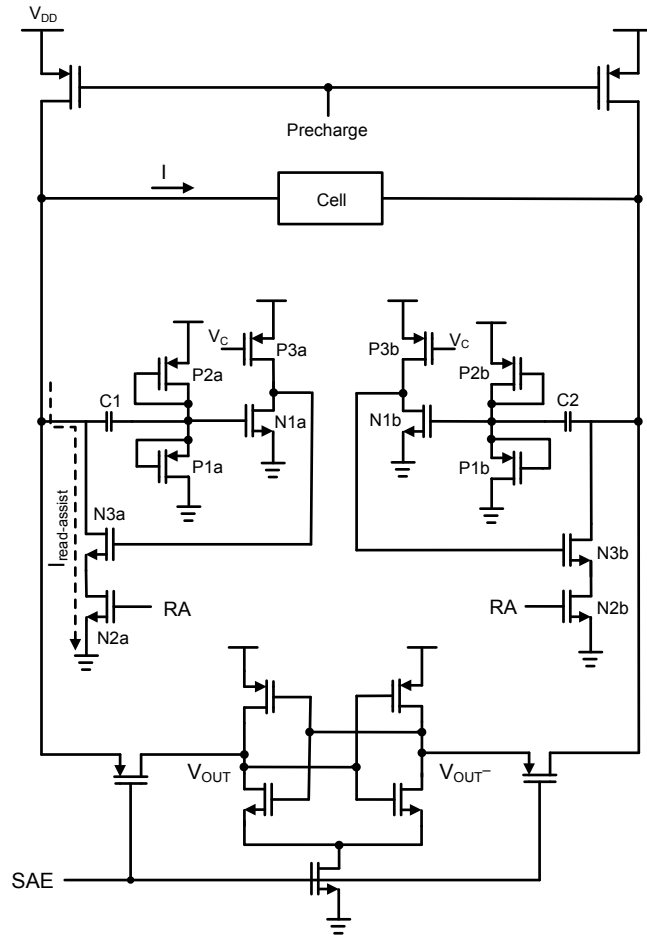 V_DD
Precharge
I
Cell
V_C
P3a
P3b
V_C
P2a
P2b
C1
C2
N1a
N1b
P1a
P1b
I_read-assist
N3a
N3b
RA
RA
N2a
N2b
V_OUT
V_OUT–
SAE